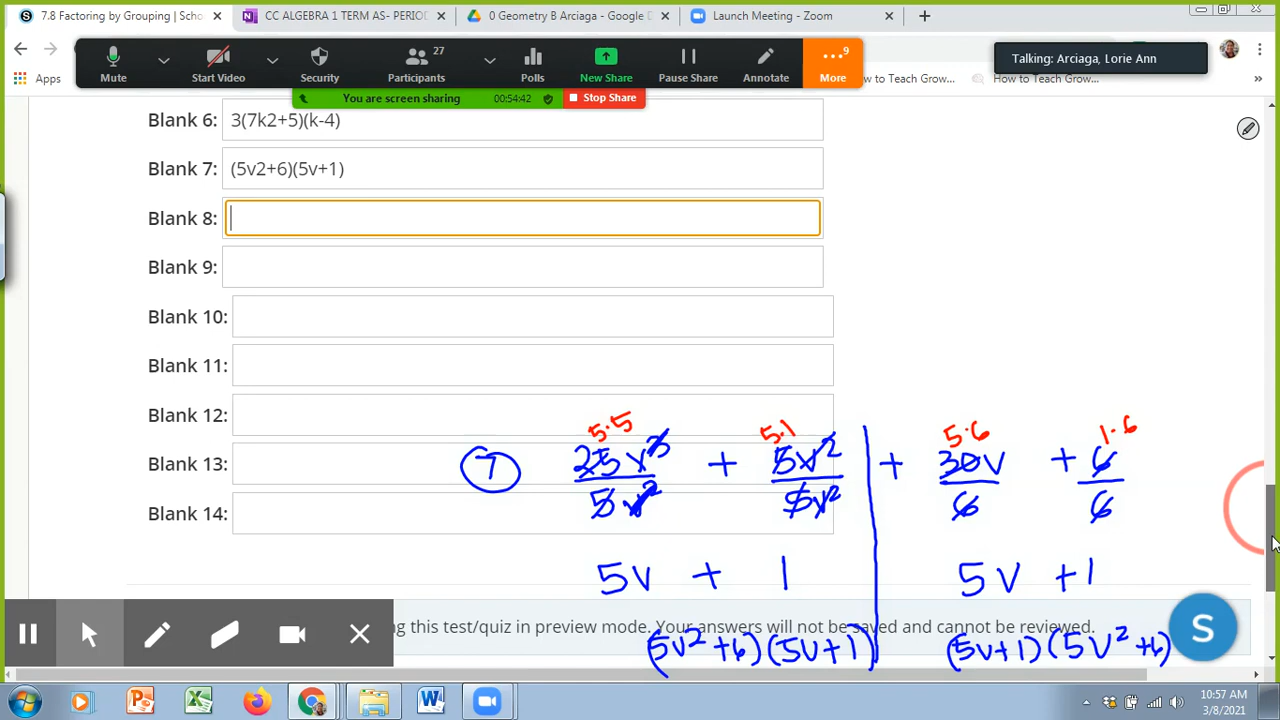 7.8 Factoring by Grouping | Scho
CC ALGEBRA 1 TERM AS- PERIOD
0 Geometry B Arciaga - Google D
Launch Meeting - Zoom
Mute
Start Video
Security
27
Participants
Polls
New Share
Pause Share
Annotate
9
More
Talking: Arciaga, Lorie Ann
Apps
ow to Teach Grow...
How to Teach Grow...
You are screen sharing
00:54:42
Stop Share
Blank 6: 3(7k2+5)(k-4)
Blank 7: (5v2+6)(5v+1)
Blank 8:
Blank 9:
Blank 10:
Blank 11:
Blank 12:
Blank 13:
Blank 14:
5·5 5·1 5·6 1·6
7 25v³ + 5v² + 30v + 6
5v² 5v² 6 6
5v + 1 5v + 1
ng this test/quiz in preview mode. Your answers will not be saved and cannot be reviewed.
(5v²+6)(5v+1) (5v+1)(5v²+6)
S
10:57 AM
3/8/2021